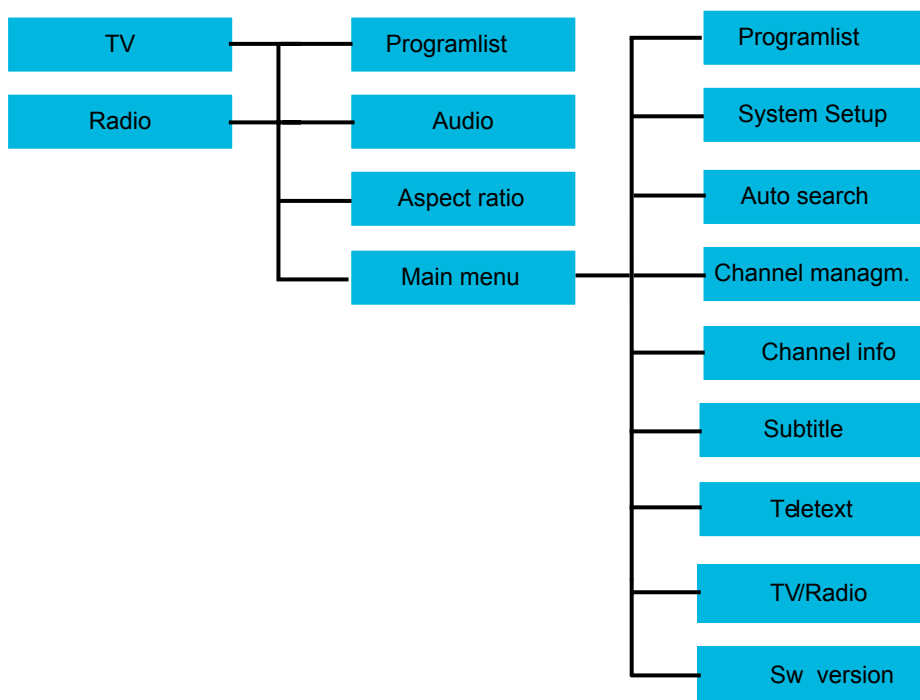 TV
Radio
Programlist
Audio
Aspect ratio
Main menu
Programlist
System Setup
Auto search
Channel managm.
Channel info
Subtitle
Teletext
TV/Radio
Sw version